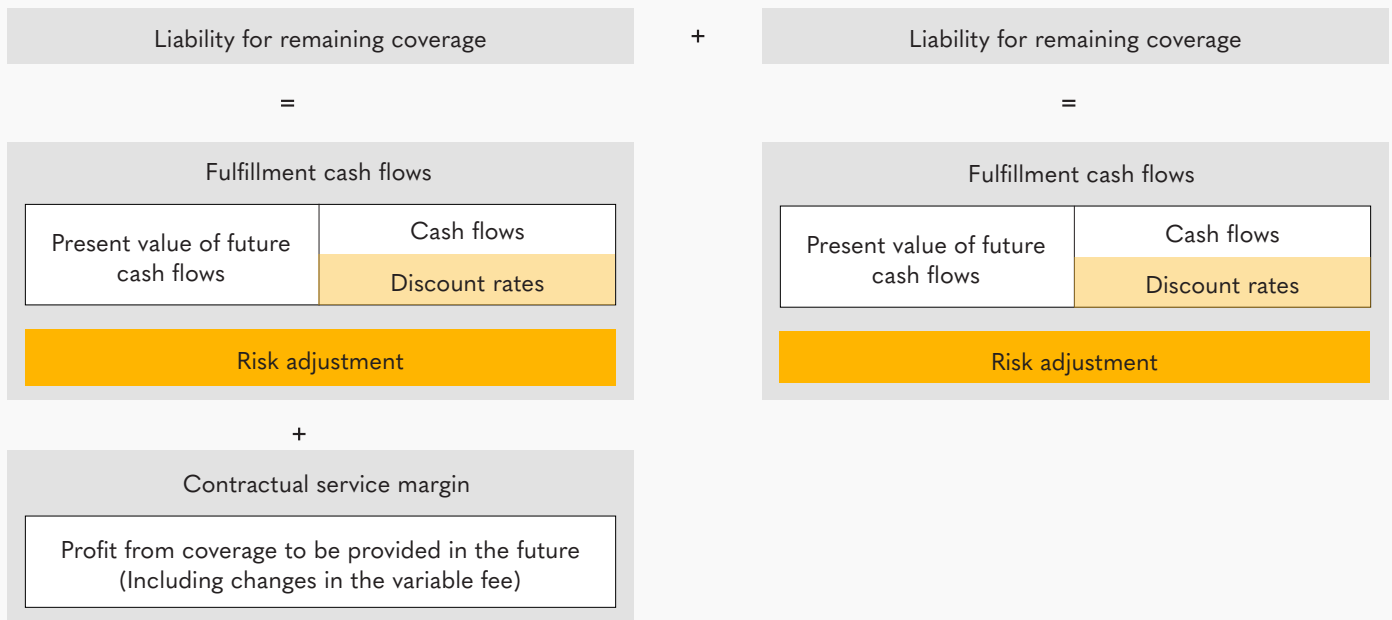 Liability for remaining coverage
+
Liability for remaining coverage
=
=
Fulfillment cash flows
Present value of future
cash flows
Cash flows
Discount rates
Risk adjustment
Fulfillment cash flows
Present value of future
cash flows
Cash flows
Discount rates
Risk adjustment
+
Contractual service margin
Profit from coverage to be provided in the future
(Including changes in the variable fee)